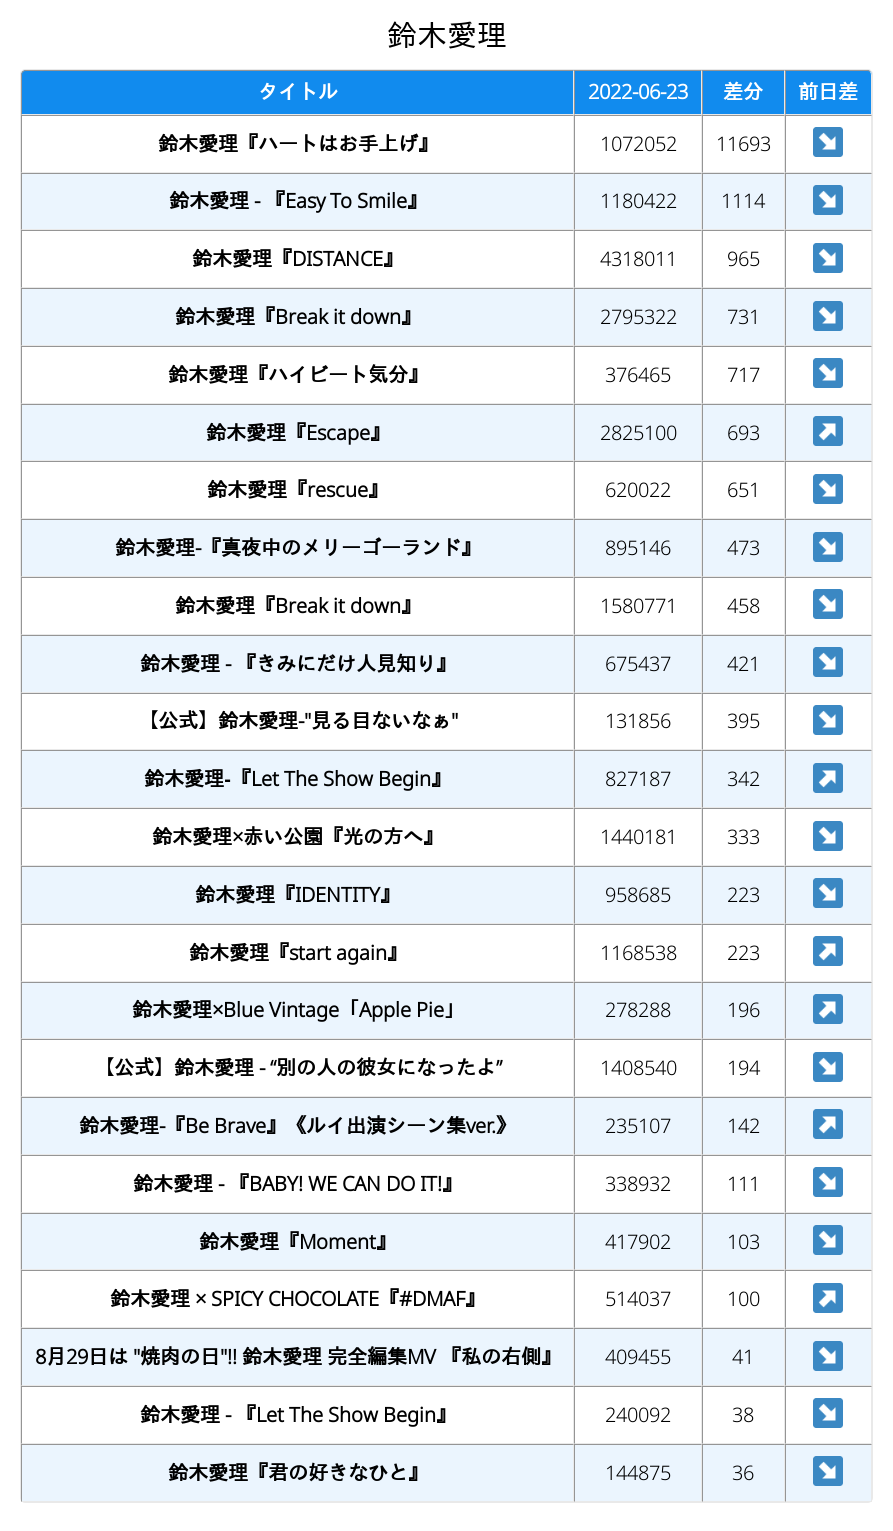 鈴木愛理
タイトル 2022-06-23 差分 前日差
鈴木愛理『ハートはお手上げ』 1072052 11693 ↘
鈴木愛理 - 『Easy To Smile』 1180422 1114 ↘
鈴木愛理『DISTANCE』 4318011 965 ↘
鈴木愛理『Break it down』 2795322 731 ↘
鈴木愛理『ハイビート気分』 376465 717 ↘
鈴木愛理『Escape』 2825100 693 ↗
鈴木愛理『rescue』 620022 651 ↘
鈴木愛理-『真夜中のメリーゴーランド』 895146 473 ↘
鈴木愛理『Break it down』 1580771 458 ↘
鈴木愛理 - 『きみにだけ人見知り』 675437 421 ↘
【公式】鈴木愛理-"見る目ないなぁ" 131856 395 ↘
鈴木愛理-『Let The Show Begin』 827187 342 ↗
鈴木愛理×赤い公園『光の方へ』 1440181 333 ↘
鈴木愛理『IDENTITY』 958685 223 ↘
鈴木愛理『start again』 1168538 223 ↗
鈴木愛理×Blue Vintage「Apple Pie」 278288 196 ↗
【公式】鈴木愛理 - “別の人の彼女になったよ” 1408540 194 ↘
鈴木愛理-『Be Brave』《ルイ出演シーン集ver.》 235107 142 ↗
鈴木愛理 - 『BABY! WE CAN DO IT!』 338932 111 ↘
鈴木愛理『Moment』 417902 103 ↘
鈴木愛理 × SPICY CHOCOLATE『#DMAF』 514037 100 ↗
8月29日は "焼肉の日"!! 鈴木愛理 完全編集MV 『私の右側』 409455 41 ↘
鈴木愛理 - 『Let The Show Begin』 240092 38 ↘
鈴木愛理『君の好きなひと』 144875 36 ↘